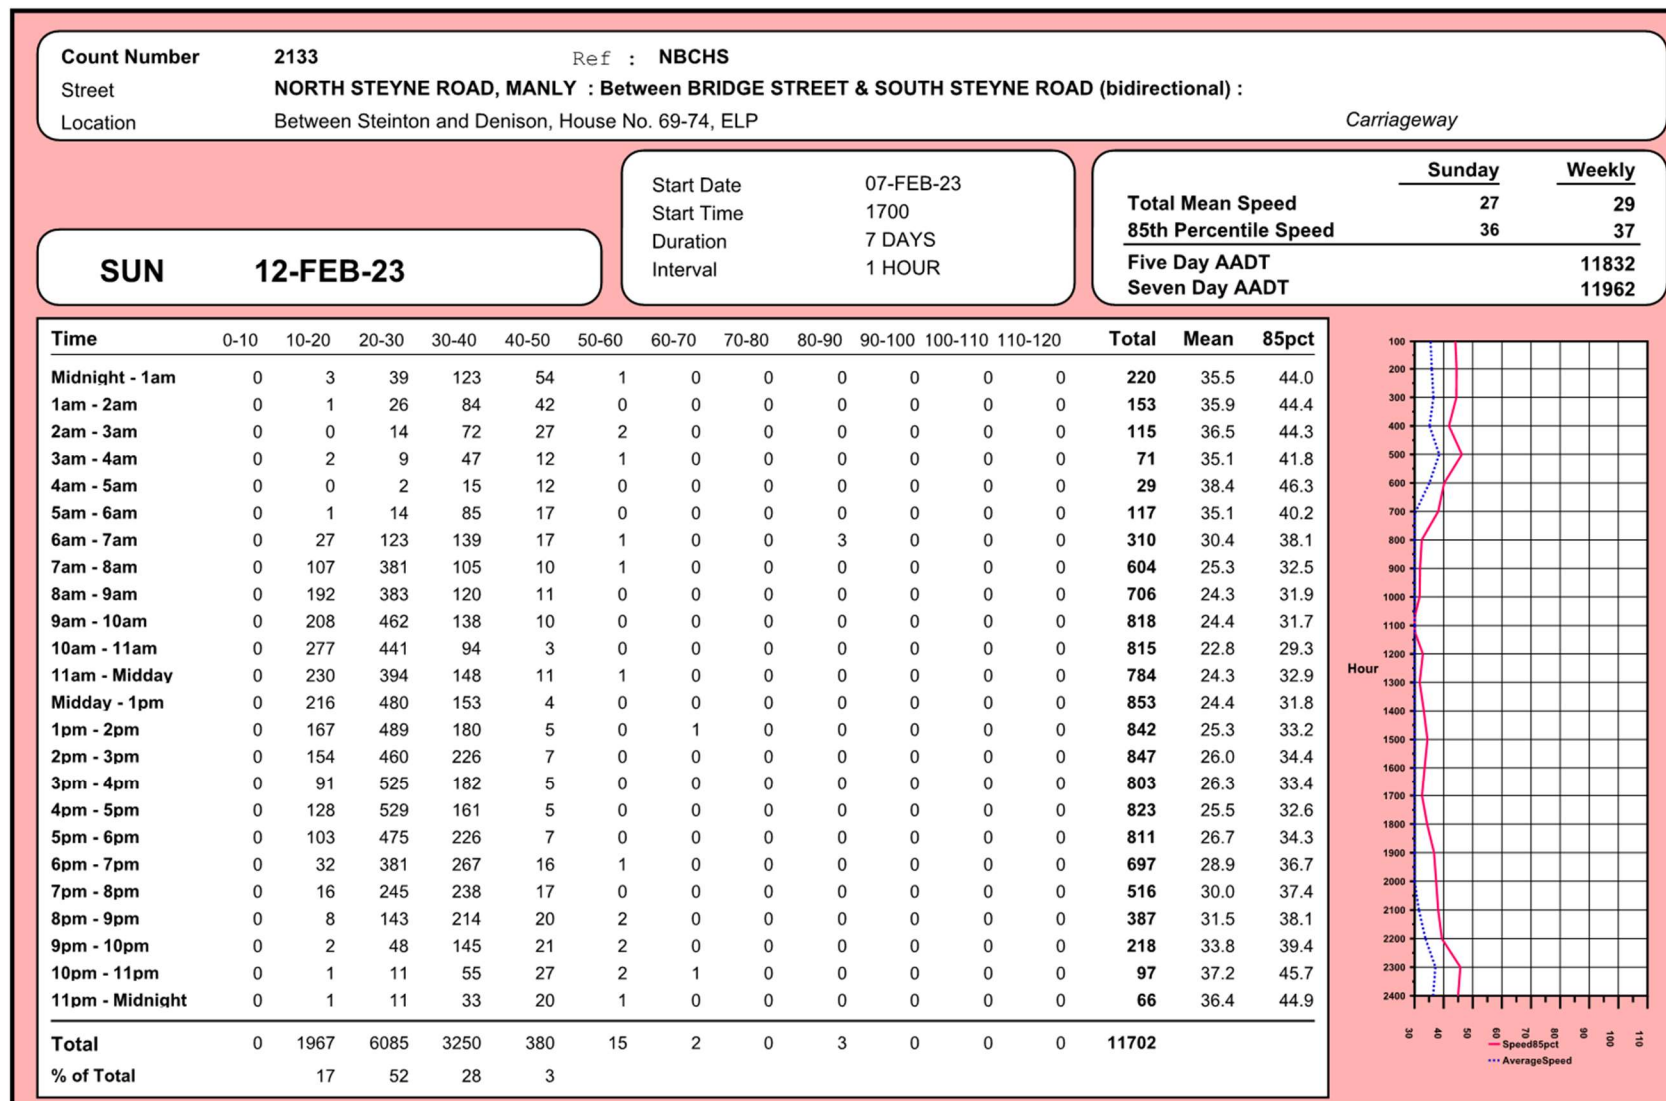 Count Number 2133 Ref : NBCHS
Street NORTH STEYNE ROAD, MANLY : Between BRIDGE STREET & SOUTH STEYNE ROAD (bidirectional) :
Location Between Steinton and Denison, House No. 69-74, ELP Carriageway
SUN 12-FEB-23
Start Date 07-FEB-23
Start Time 1700
Duration 7 DAYS
Interval 1 HOUR
Sunday Weekly
Total Mean Speed 27 29
85th Percentile Speed 36 37
Five Day AADT 11832
Seven Day AADT 11962
Time 0-10 10-20 20-30 30-40 40-50 50-60 60-70 70-80 80-90 90-100 100-110 110-120 Total Mean 85pct
Midnight - 1am 0 3 39 123 54 1 0 0 0 0 0 0 220 35.5 44.0
1am - 2am 0 1 26 84 42 0 0 0 0 0 0 0 153 35.9 44.4
2am - 3am 0 0 14 72 27 2 0 0 0 0 0 0 115 36.5 44.3
3am - 4am 0 2 9 47 12 1 0 0 0 0 0 0 71 35.1 41.8
4am - 5am 0 0 2 15 12 0 0 0 0 0 0 0 29 38.4 46.3
5am - 6am 0 1 14 85 17 0 0 0 0 0 0 0 117 35.1 40.2
6am - 7am 0 27 123 139 17 1 0 0 3 0 0 0 310 30.4 38.1
7am - 8am 0 107 381 105 10 1 0 0 0 0 0 0 604 25.3 32.5
8am - 9am 0 192 383 120 11 0 0 0 0 0 0 0 706 24.3 31.9
9am - 10am 0 208 462 138 10 0 0 0 0 0 0 0 818 24.4 31.7
10am - 11am 0 277 441 94 3 0 0 0 0 0 0 0 815 22.8 29.3
11am - Midday 0 230 394 148 11 1 0 0 0 0 0 0 784 24.3 32.9
Midday - 1pm 0 216 480 153 4 0 0 0 0 0 0 0 853 24.4 31.8
1pm - 2pm 0 167 489 180 5 0 1 0 0 0 0 0 842 25.3 33.2
2pm - 3pm 0 154 460 226 7 0 0 0 0 0 0 0 847 26.0 34.4
3pm - 4pm 0 91 525 182 5 0 0 0 0 0 0 0 803 26.3 33.4
4pm - 5pm 0 128 529 161 5 0 0 0 0 0 0 0 823 25.5 32.6
5pm - 6pm 0 103 475 226 7 0 0 0 0 0 0 0 811 26.7 34.3
6pm - 7pm 0 32 381 267 16 1 0 0 0 0 0 0 697 28.9 36.7
7pm - 8pm 0 16 245 238 17 0 0 0 0 0 0 0 516 30.0 37.4
8pm - 9pm 0 8 143 214 20 2 0 0 0 0 0 0 387 31.5 38.1
9pm - 10pm 0 2 48 145 21 2 0 0 0 0 0 0 218 33.8 39.4
10pm - 11pm 0 1 11 55 27 2 1 0 0 0 0 0 97 37.2 45.7
11pm - Midnight 0 1 11 33 20 1 0 0 0 0 0 0 66 36.4 44.9
Total 0 1967 6085 3250 380 15 2 0 3 0 0 0 11702
% of Total 17 52 28 3
100
200
300
400
500
600
700
800
900
1000
1100
1200
Hour
1300
1400
1500
1600
1700
1800
1900
2000
2100
2200
2300
2400
30 40 50 60 70 80 90 100 110
Speed85pct
AverageSpeed